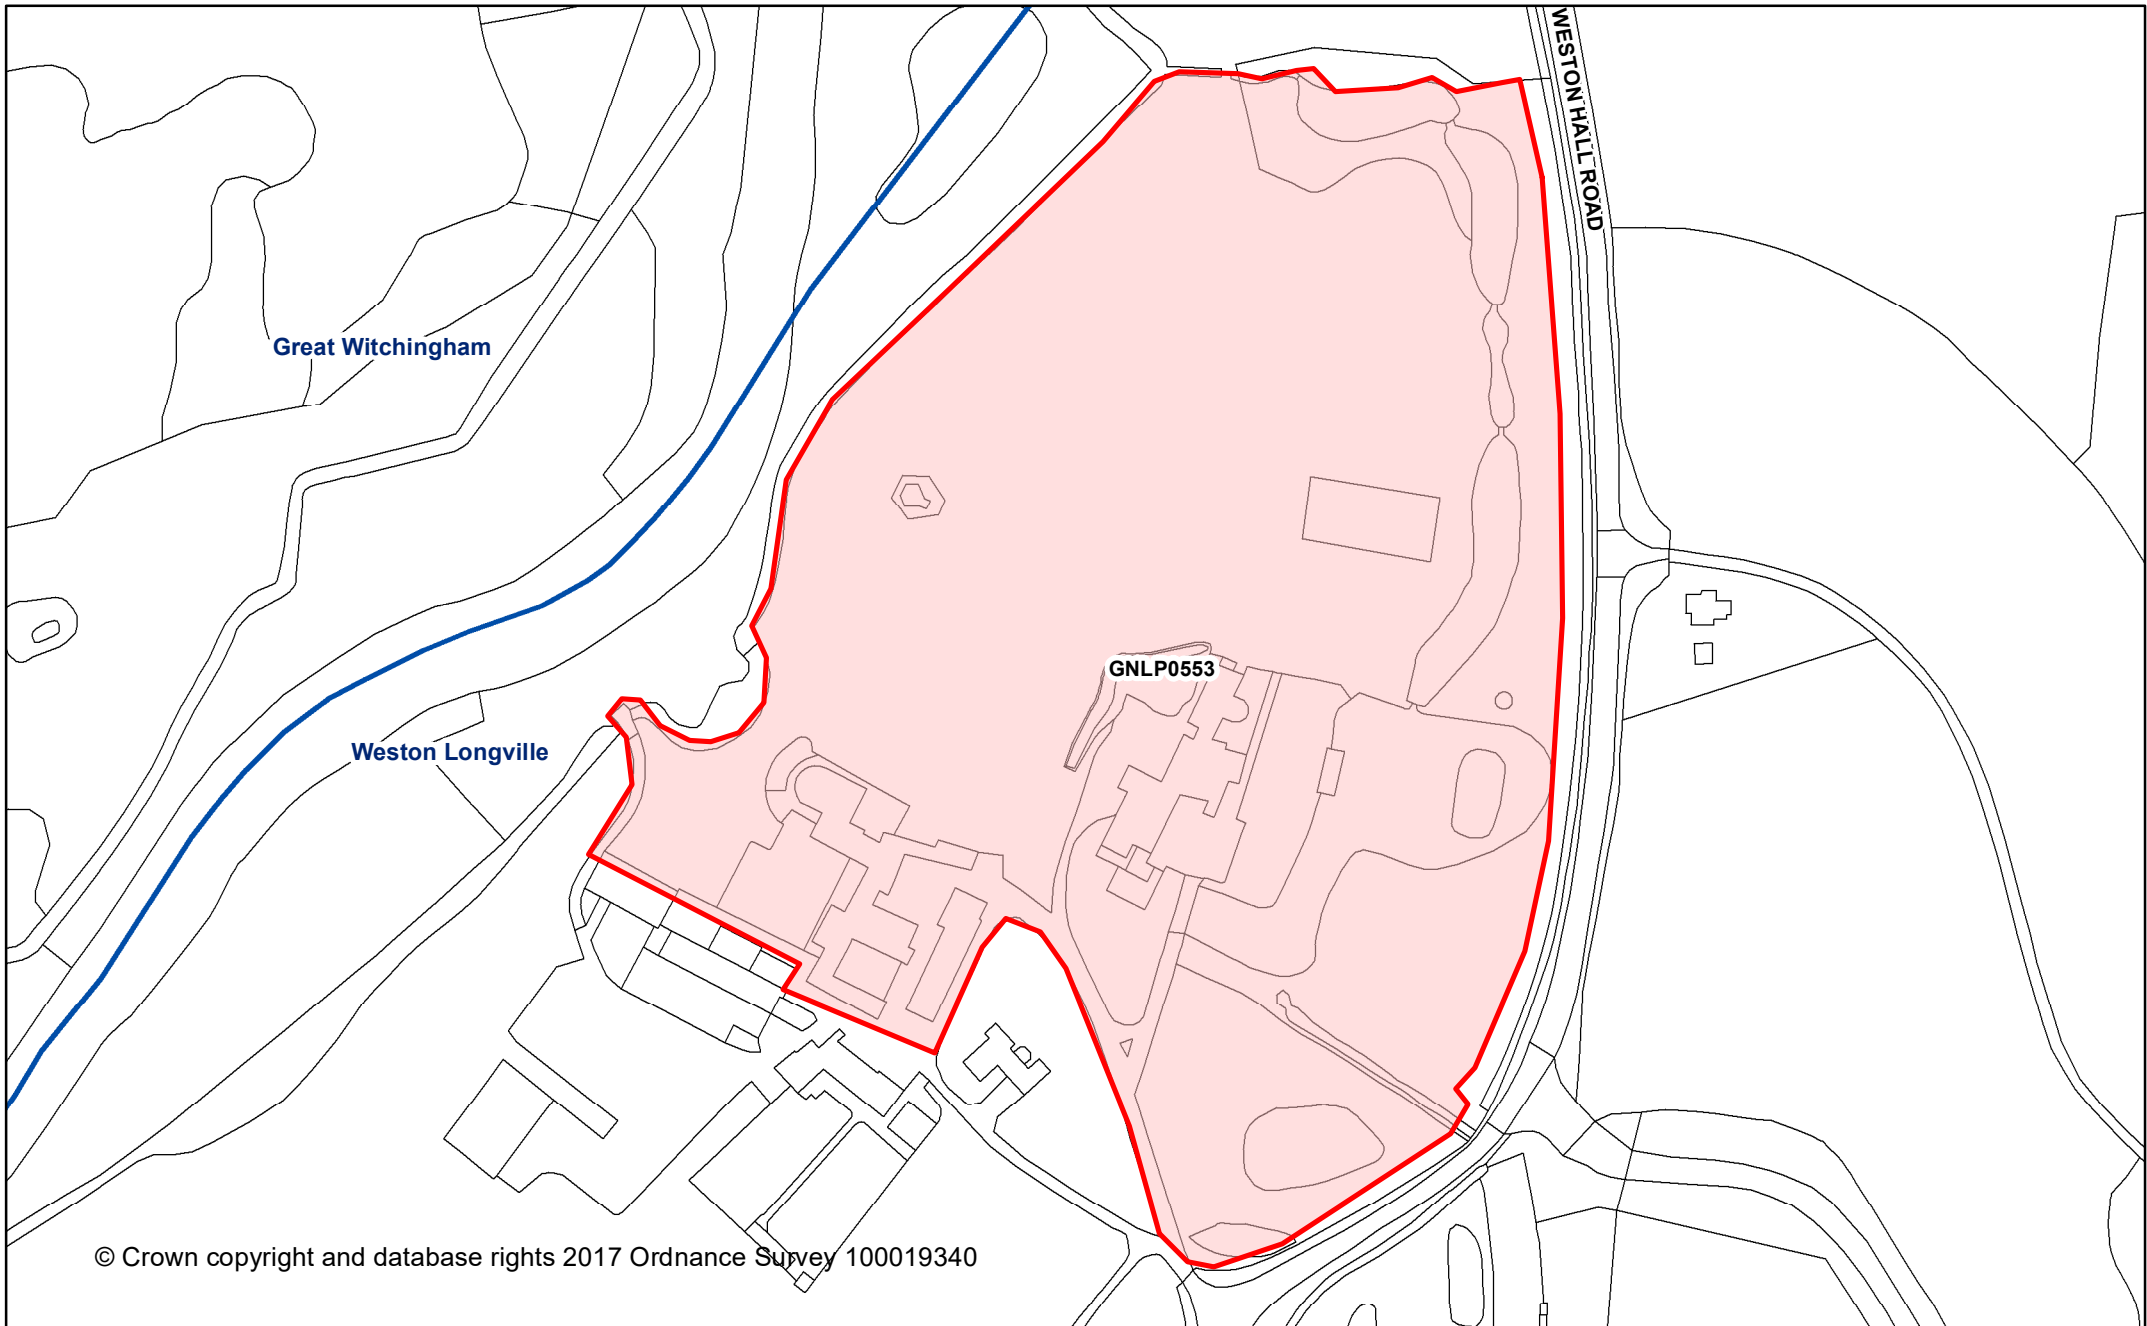 WESTON HALL ROAD
Great Witchingham
GNLP0553
Weston Longville
© Crown copyright and database rights 2017 Ordnance Survey 100019340